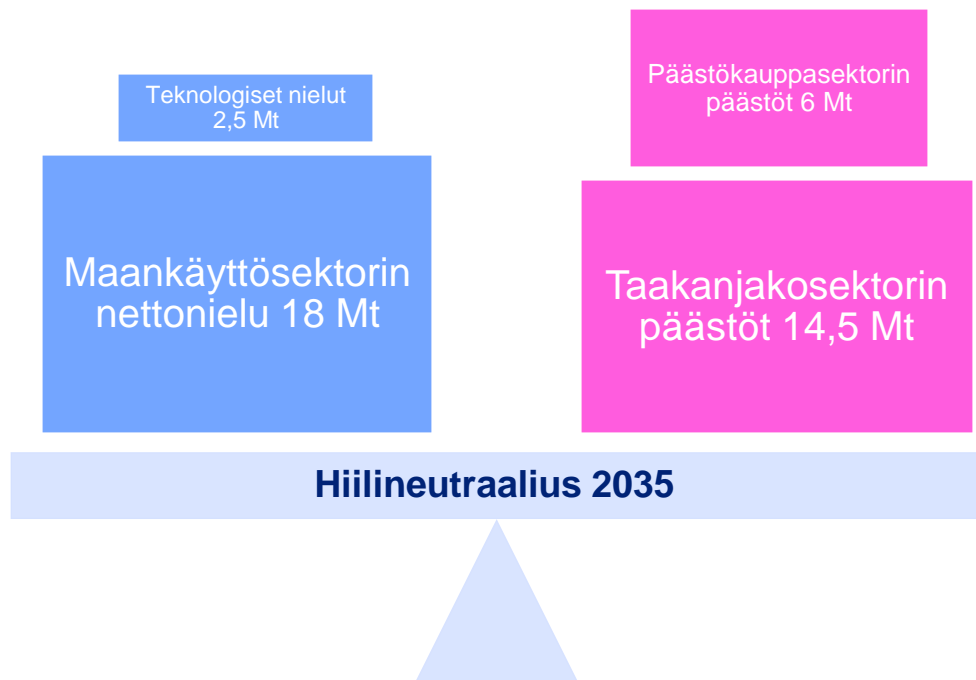 Teknologiset nielut
2,5 Mt
Maankäyttösektorin
nettonielu 18 Mt
Päästökauppasektorin
päästöt 6 Mt
Taakanjakosektorin
päästöt 14,5 Mt
Hiilineutraalius 2035